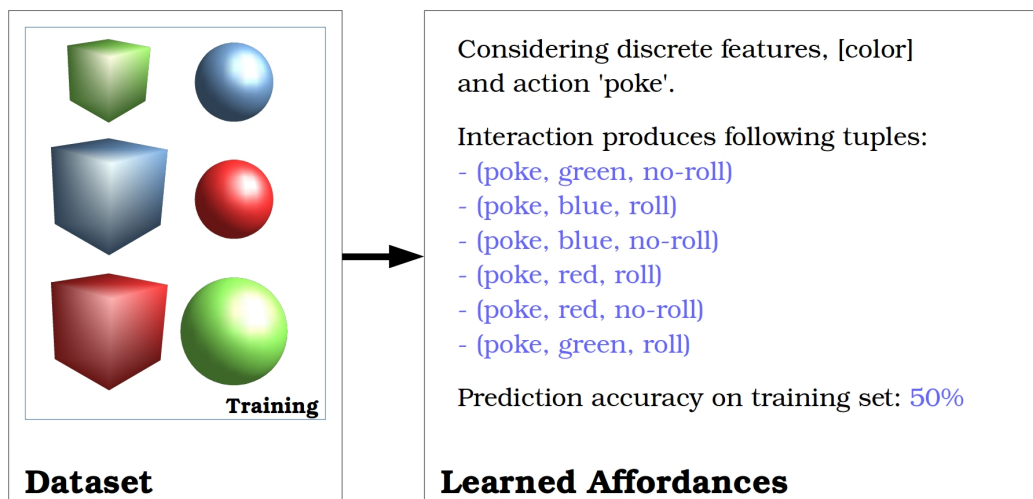 Training
Dataset
Considering discrete features, [color]
and action 'poke'.
Interaction produces following tuples:
- (poke, green, no-roll)
- (poke, blue, roll)
- (poke, blue, no-roll)
- (poke, red, roll)
- (poke, red, no-roll)
- (poke, green, roll)
Prediction accuracy on training set: 50%
Learned Affordances